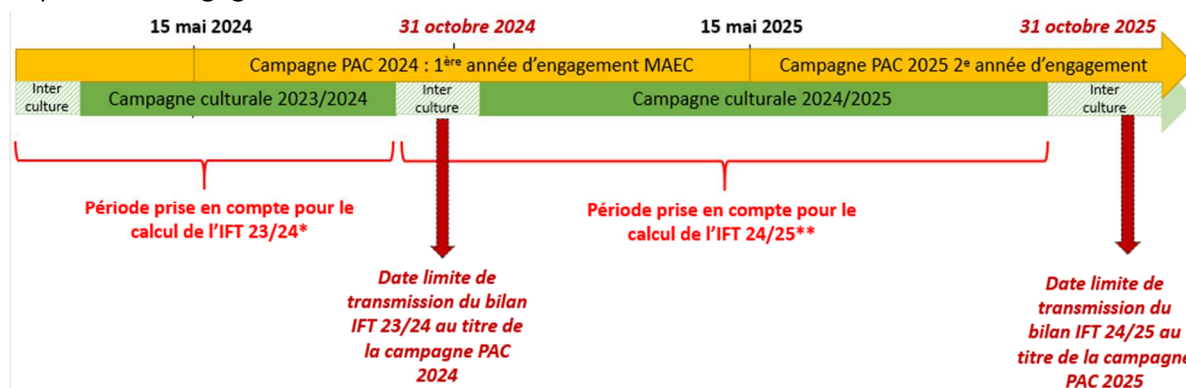 15 mai 2024
31 octobre 2024
15 mai 2025
31 octobre 2025
Campagne PAC 2024 : 1ère année d'engagement MAEC
Campagne PAC 2025 2e année d'engagement
Inter
culture
Campagne culturale 2023/2024
Inter
culture
Campagne culturale 2024/2025
Inter
culture
Période prise en compte pour le
calcul de l'IFT 23/24*
Période prise en compte pour le
calcul de l'IFT 24/25**
Date limite de
transmission du bilan
IFT 23/24 au titre de
la campagne PAC
2024
Date limite de
transmission du
bilan IFT 24/25 au
titre de la campagne
PAC 2025